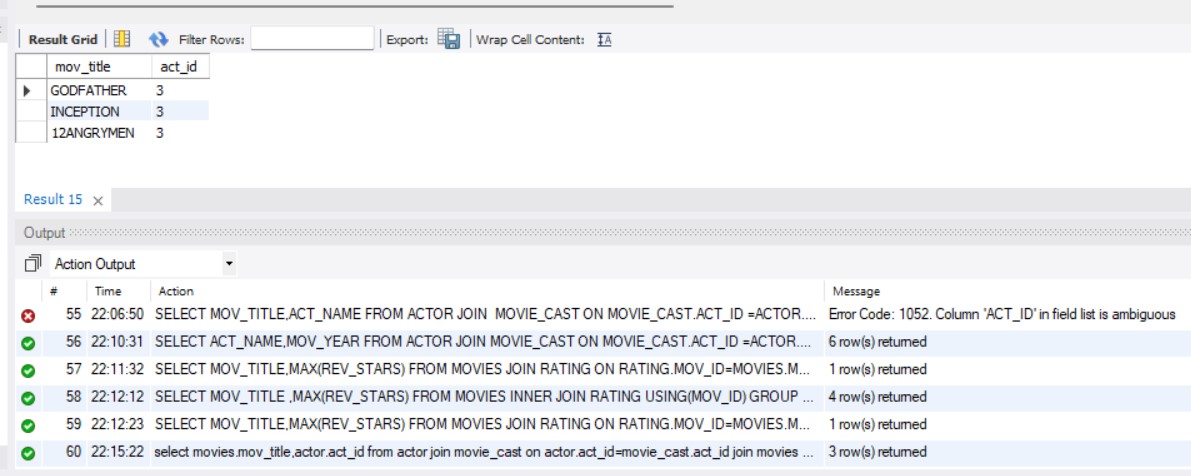 Result Grid Filter Rows: Export: Wrap Cell Content: IA
mov_title act_id
GODFATHER 3
INCEPTION 3
12ANGRYMEN 3
Result 15 ×
Output
Action Output
# Time Action Message
55 22:06:50 SELECT MOV_TITLE,ACT_NAME FROM ACTOR JOIN MOVIE_CAST ON MOVIE_CAST.ACT_ID =ACTOR.... Error Code: 1052. Column 'ACT_ID' in field list is ambiguous
56 22:10:31 SELECT ACT_NAME,MOV_YEAR FROM ACTOR JOIN MOVIE_CAST ON MOVIE_CAST.ACT_ID =ACTOR.... 6 row(s) returned
57 22:11:32 SELECT MOV_TITLE,MAX(REV_STARS) FROM MOVIES JOIN RATING ON RATING.MOV_ID=MOVIES.M... 1 row(s) returned
58 22:12:12 SELECT MOV_TITLE ,MAX(REV_STARS) FROM MOVIES INNER JOIN RATING USING(MOV_ID) GROUP ... 4 row(s) returned
59 22:12:23 SELECT MOV_TITLE,MAX(REV_STARS) FROM MOVIES JOIN RATING ON RATING.MOV_ID=MOVIES.M... 1 row(s) returned
60 22:15:22 select movies.mov_title,actor.act_id from actor join movie_cast on actor.act_id=movie_cast.act_id join movies ... 3 row(s) returned